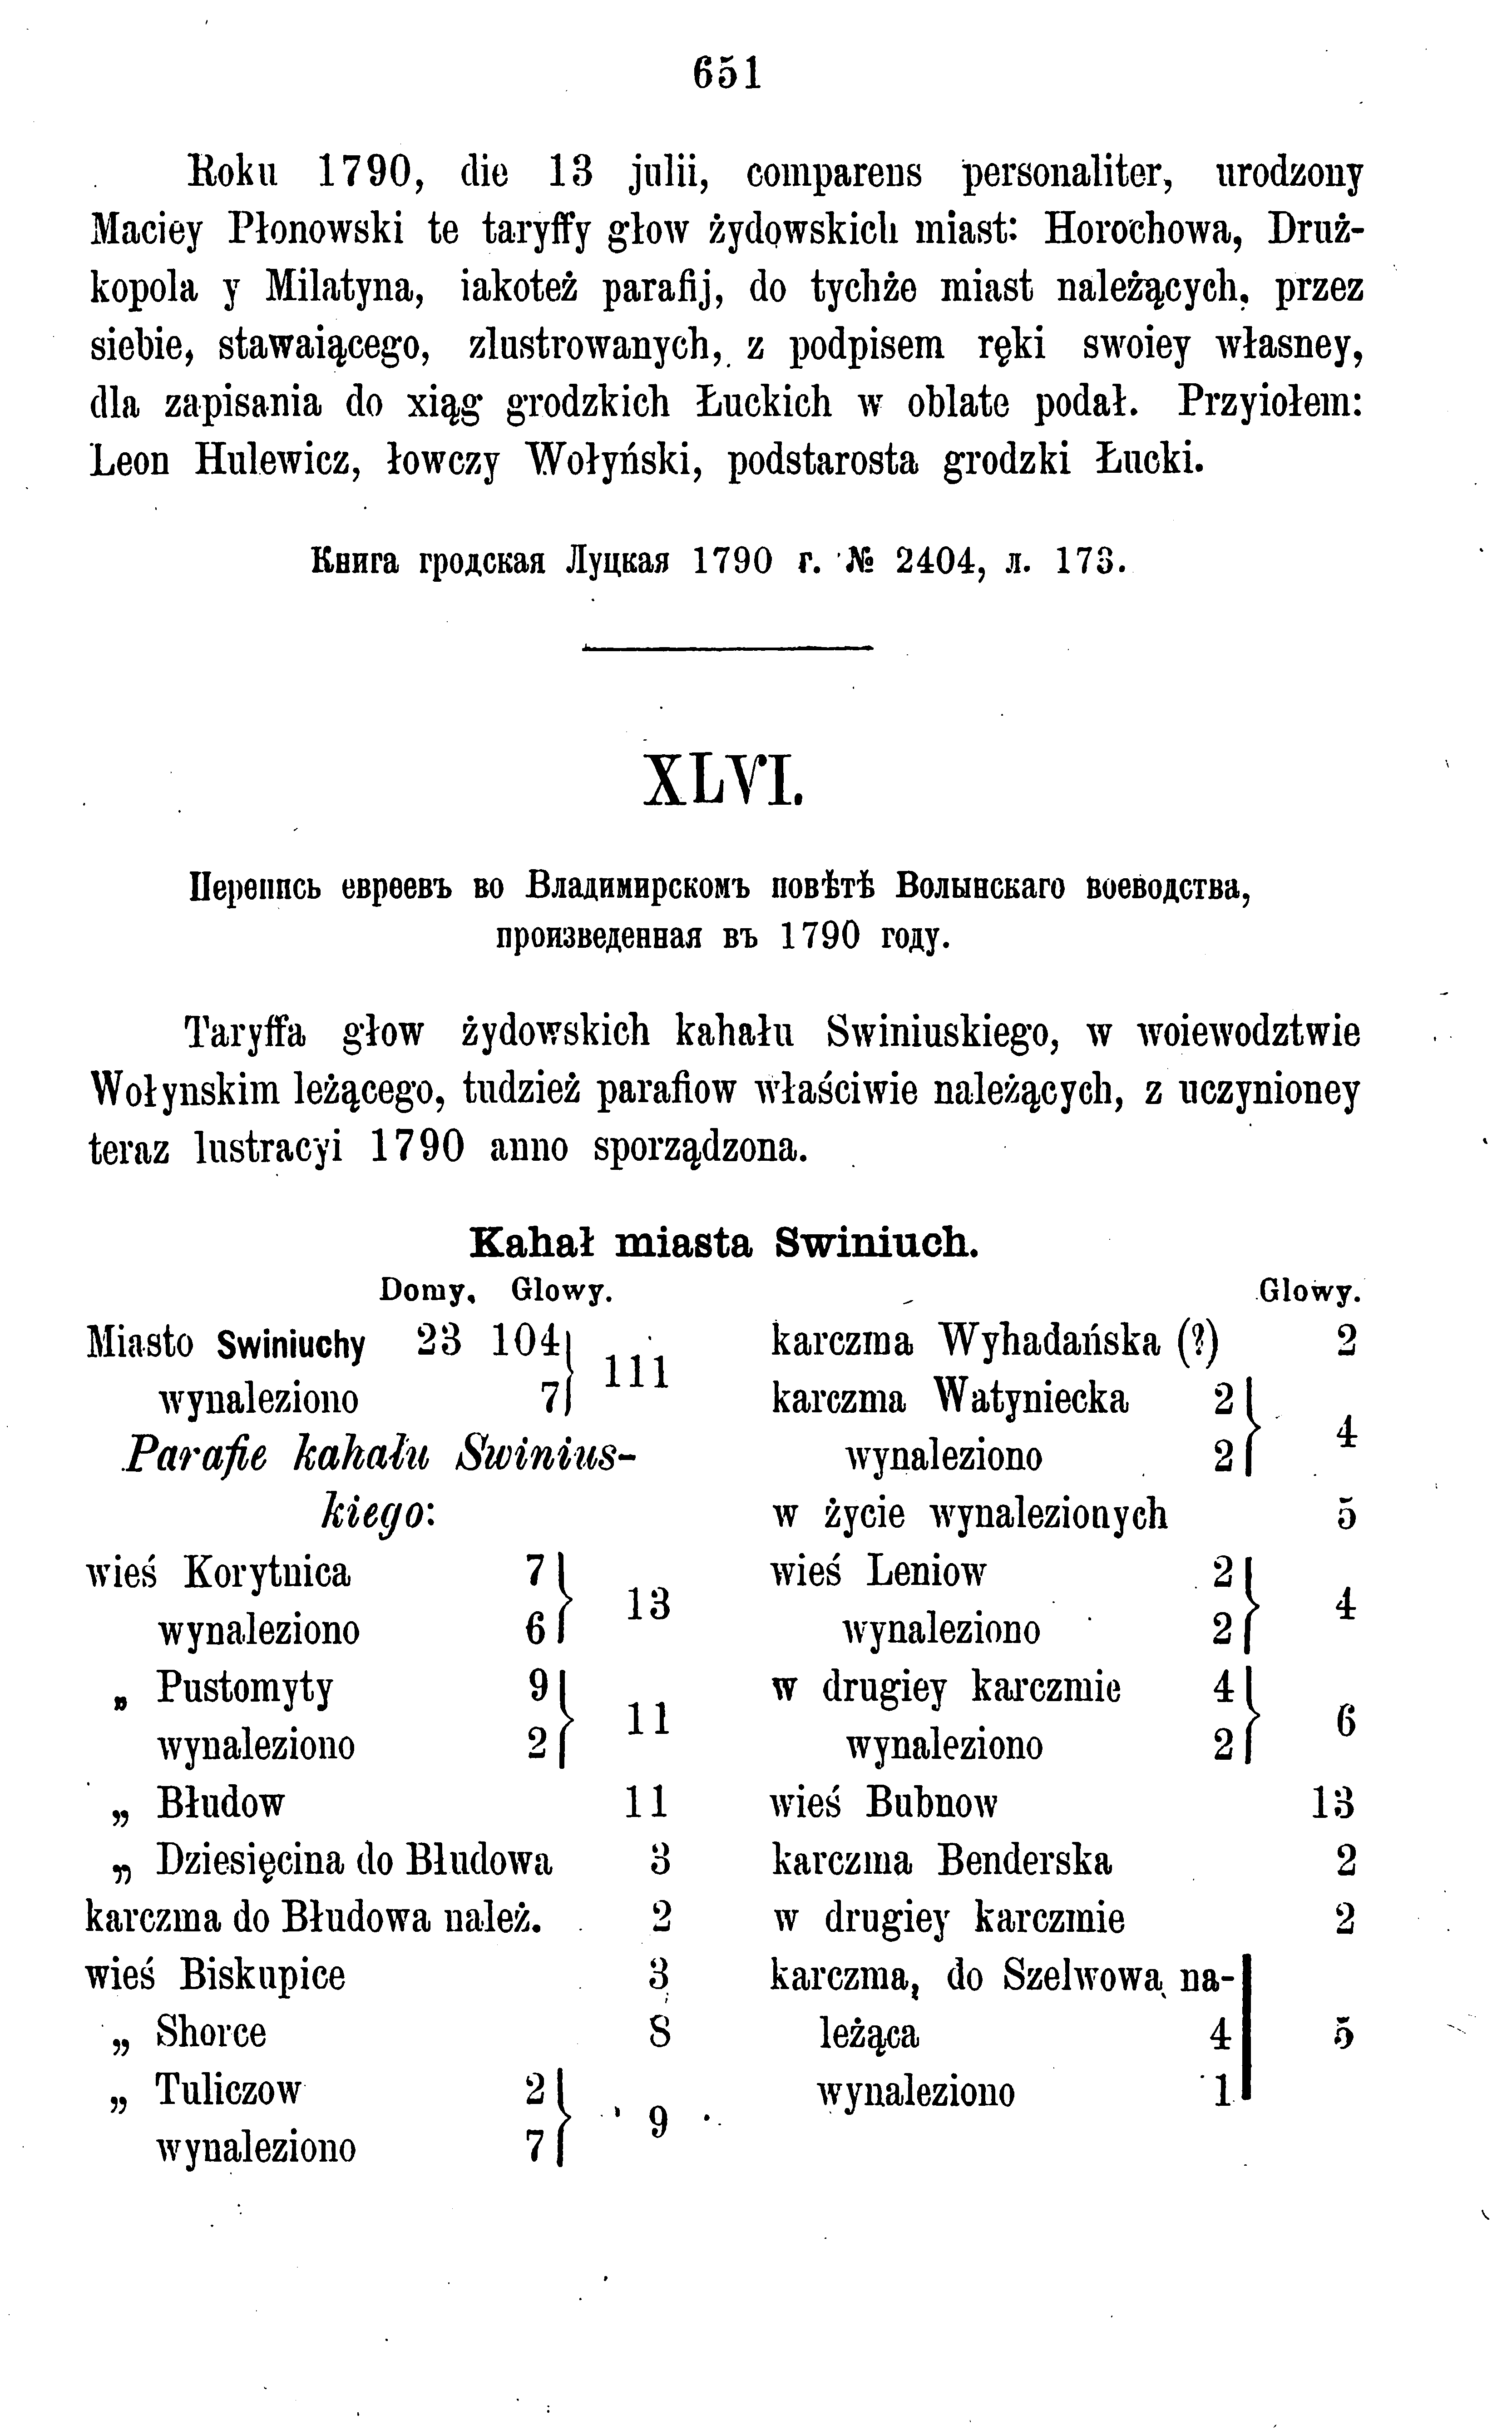 651
Roku 1790, die 13 julii, comparens personaliter, urodzony
Maciey Płonowski te taryffy głow żydowskich miast: Horochowa, Druż-
kopola y Milatyna, iakoteż parafij, do tychże miast należących, przez
siebie, stawaiącego, zlustrowanych, z podpisem ręki swoiey własney,
dla zapisania do xiąg grodzkich Łuckich w oblate podał. Przyiołem:
Leon Hulewicz, łowczy Wołyński, podstarosta grodzki Łucki.
Книга гродская Луцкая 1790 г. № 2404, л. 173.
XLVI.
Перепись евреевъ во Владимирскомъ повѣтѣ Волынскаго воеводства,
произведенная въ 1790 году.
Taryffa głow żydowskich kahału Swiniuskiego, w woiewodztwie
Wołynskim leżącego, tudzież parafiow właściwie należących, z uczynioney
teraz lustracyi 1790 anno sporządzona.
Kahał miasta Swiniuch.
Domy. Glowy.
Miasto Swiniuchy 23 104
wynaleziono 7 } 111
Parafie kahału Swinius-
kiego:
wieś Korytnica 7
wynaleziono 6 } 13
„ Pustomyty 9
wynaleziono 2 } 11
„ Błudow 11
„ Dziesięcina do Bludowa 3
karczma do Błudowa należ. 2
wieś Biskupice 3
„ Shorce 8
„ Tuliczow 2
wynaleziono 7 } 9
Glowy.
karczma Wyhadańska (?) 2
karczma Watyniecka 2
wynaleziono 2 } 4
w życie wynalezionych 5
wieś Leniow 2
wynaleziono 2 } 4
w drugiey karczmie 4
wynaleziono 2 } 6
wieś Bubnow 13
karczma Benderska 2
w drugiey karczmie 2
karczma, do Szelwowa na-
leżąca 4 | 5
wynaleziono 1